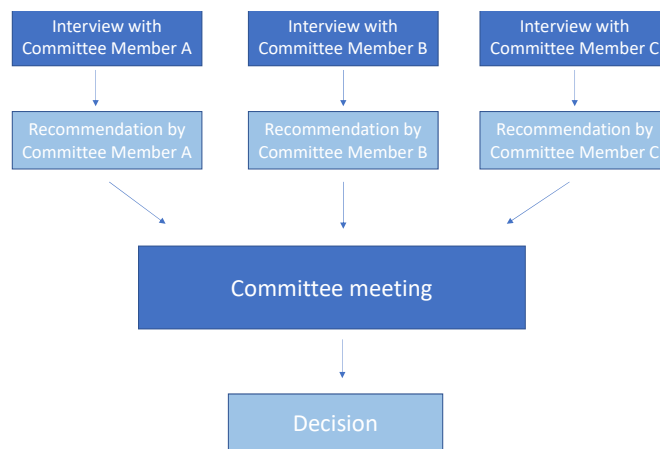 Interview with
Committee Member A
Interview with
Committee Member B
Interview with
Committee Member C
Recommendation by
Committee Member A
Recommendation by
Committee Member B
Recommendation by
Committee Member C
Committee meeting
Decision